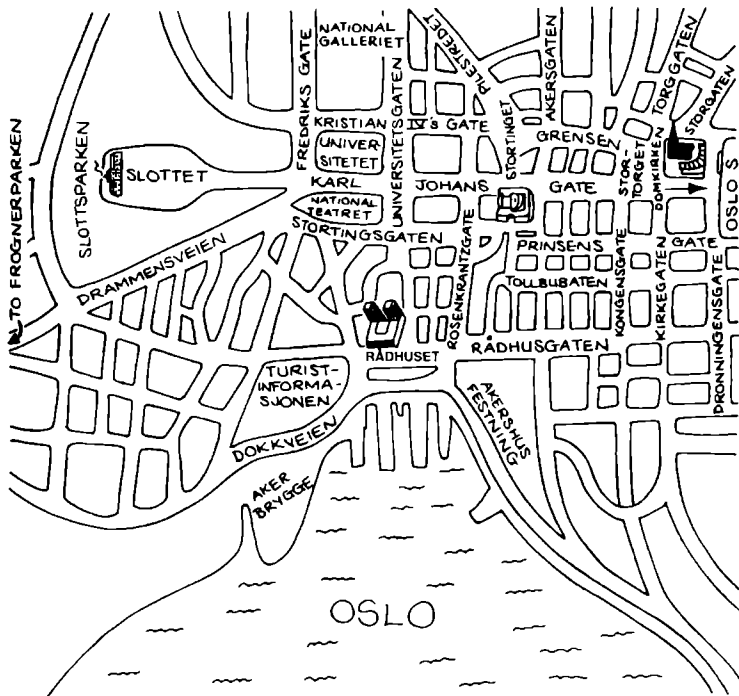 NATIONAL
GALLERIET
FREDRIKS GATE
UNIVERSITETSGATEN
PILESTREDET
AKERSGATEN
TORGGATEN
STORGATEN
KRISTIAN IV's GATE
GRENSEN
UNIVER-
SITETET
STORTINGET
STOR-
TORGET
DOMKIRKEN
OSLO S
TO FROGNERPARKEN
SLOTTSPARKEN
SLOTTET
KARL JOHANS GATE
NATIONAL
TEATRET
STORTINGSGATEN
PRINSENS GATE
DRAMMENSVEIEN
ROSENKRANTZGATE
TOLLBUBATEN
KONGENSGATE
KIRKEGATEN
DRONNINGENSGATE
RÅDHUSET
RÅDHUSGATEN
TURIST-
INFORMA-
SJONEN
DOKKVEIEN
AKERSHUS
FESTNING
AKER
BRYGGE
OSLO